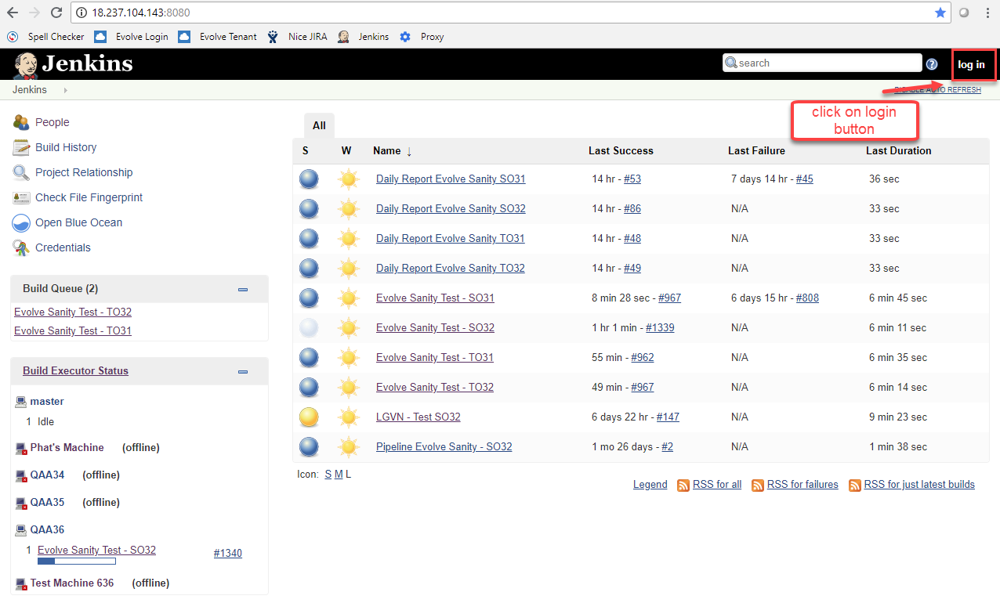 18.237.104.143:8080
Spell Checker Evolve Login Evolve Tenant Nice JIRA Jenkins Proxy
Jenkins search ? log in
Jenkins DISABLE AUTO REFRESH
click on login
button
People
Build History
Project Relationship
Check File Fingerprint
Open Blue Ocean
Credentials
Build Queue (2)
Evolve Sanity Test - TO32
Evolve Sanity Test - TO31
Build Executor Status
master
1 Idle
Phat's Machine (offline)
QAA34 (offline)
QAA35 (offline)
QAA36
1 Evolve Sanity Test - SO32 #1340
Test Machine 636 (offline)
All
S W Name ↓ Last Success Last Failure Last Duration
Daily Report Evolve Sanity SO31 14 hr - #53 7 days 14 hr - #45 36 sec
Daily Report Evolve Sanity SO32 14 hr - #86 N/A 33 sec
Daily Report Evolve Sanity TO31 14 hr - #48 N/A 33 sec
Daily Report Evolve Sanity TO32 14 hr - #49 N/A 33 sec
Evolve Sanity Test - SO31 8 min 28 sec - #967 6 days 15 hr - #808 6 min 45 sec
Evolve Sanity Test - SO32 1 hr 1 min - #1339 N/A 6 min 11 sec
Evolve Sanity Test - TO31 55 min - #962 N/A 6 min 35 sec
Evolve Sanity Test - TO32 49 min - #967 N/A 6 min 14 sec
LGVN - Test SO32 6 days 22 hr - #147 N/A 9 min 23 sec
Pipeline Evolve Sanity - SO32 1 mo 26 days - #2 N/A 1 min 38 sec
Icon: S M L
Legend RSS for all RSS for failures RSS for just latest builds